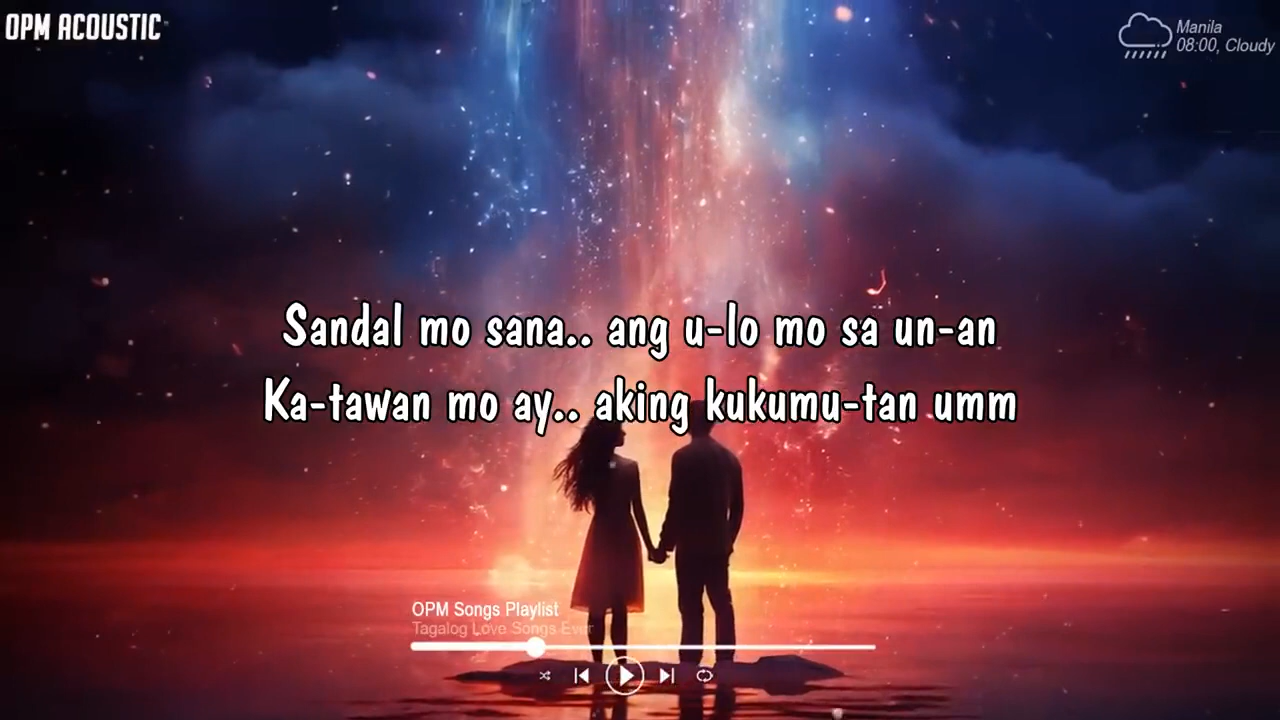 OPM ACOUSTIC
Manila
08:00, Cloudy
Sandal mo sana.. ang u-lo mo sa un-an
Ka-tawan mo ay.. aking kukumu-tan umm
OPM Songs Playlist
Tagalog Love Songs Ever